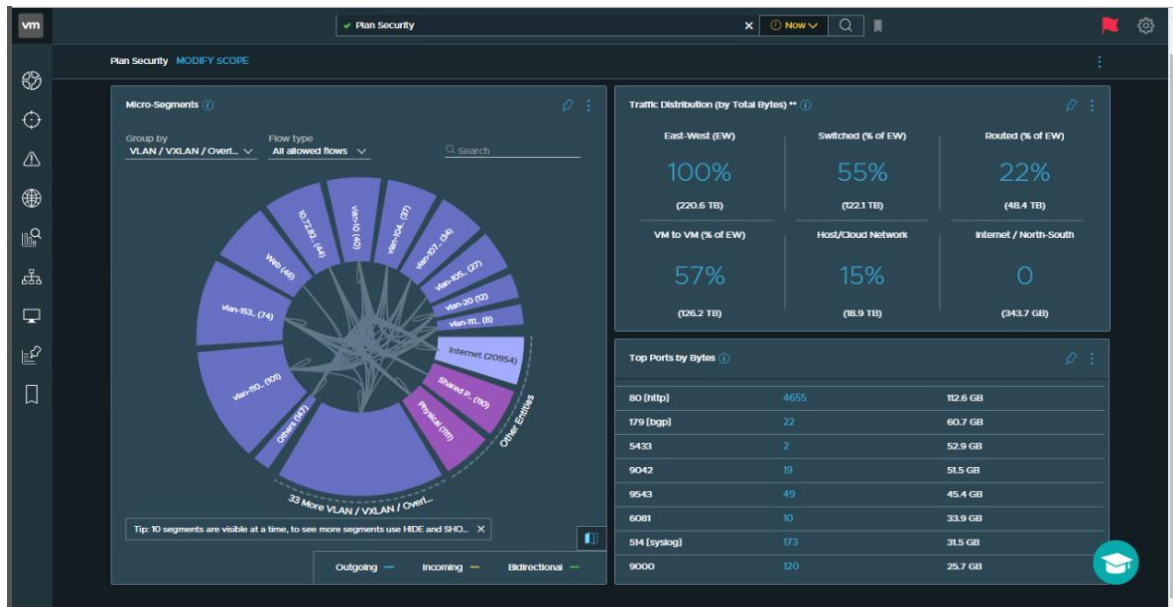 vm
Plan Security
Now
Plan Security MODIFY SCOPE
Micro-Segments
Group by
VLAN / VXLAN / Overl...
Flow type
All allowed flows
Search
10.72.82... (44)
vlan-10 (40)
vlan-104... (37)
vlan-107... (34)
vlan-105... (27)
vlan-20 (12)
vlan-111... (8)
Internet (20954)
Shared P... (110)
Physical (1111)
Other Entities
33 More VLAN / VXLAN / Overl...
Others (147)
vlan-110... (101)
vlan-153... (74)
Web (46)
Tip: 10 segments are visible at a time, to see more segments use HIDE and SHO...
Outgoing Incoming Bidirectional
Traffic Distribution (by Total Bytes) **
East-West (EW) Switched (% of EW) Routed (% of EW)
100% 55% 22%
(220.6 TB) (122.1 TB) (48.4 TB)
VM to VM (% of EW) Host/Cloud Network Internet / North-South
57% 15% 0
(126.2 TB) (18.9 TB) (343.7 GB)
Top Ports by Bytes
80 [http] 4655 112.6 GB
179 [bgp] 22 60.7 GB
5433 2 52.9 GB
9042 19 51.5 GB
9543 49 45.4 GB
6081 10 33.9 GB
514 [syslog] 173 31.5 GB
9000 120 25.7 GB